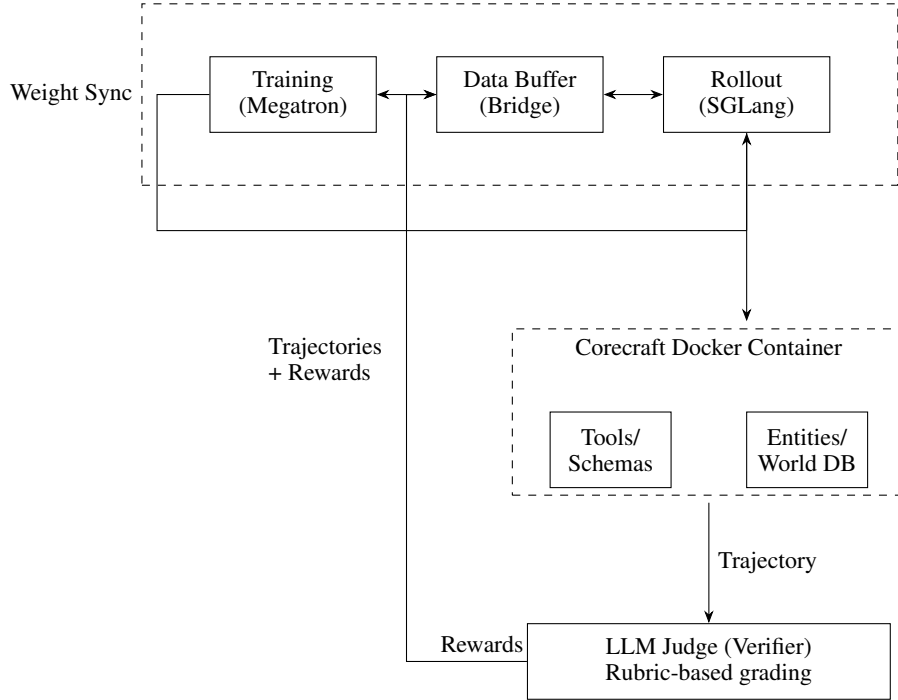 Weight Sync
Training
(Megatron)
Data Buffer
(Bridge)
Rollout
(SGLang)
Trajectories
+ Rewards
Corecraft Docker Container
Tools/
Schemas
Entities/
World DB
Trajectory
Rewards
LLM Judge (Verifier)
Rubric-based grading